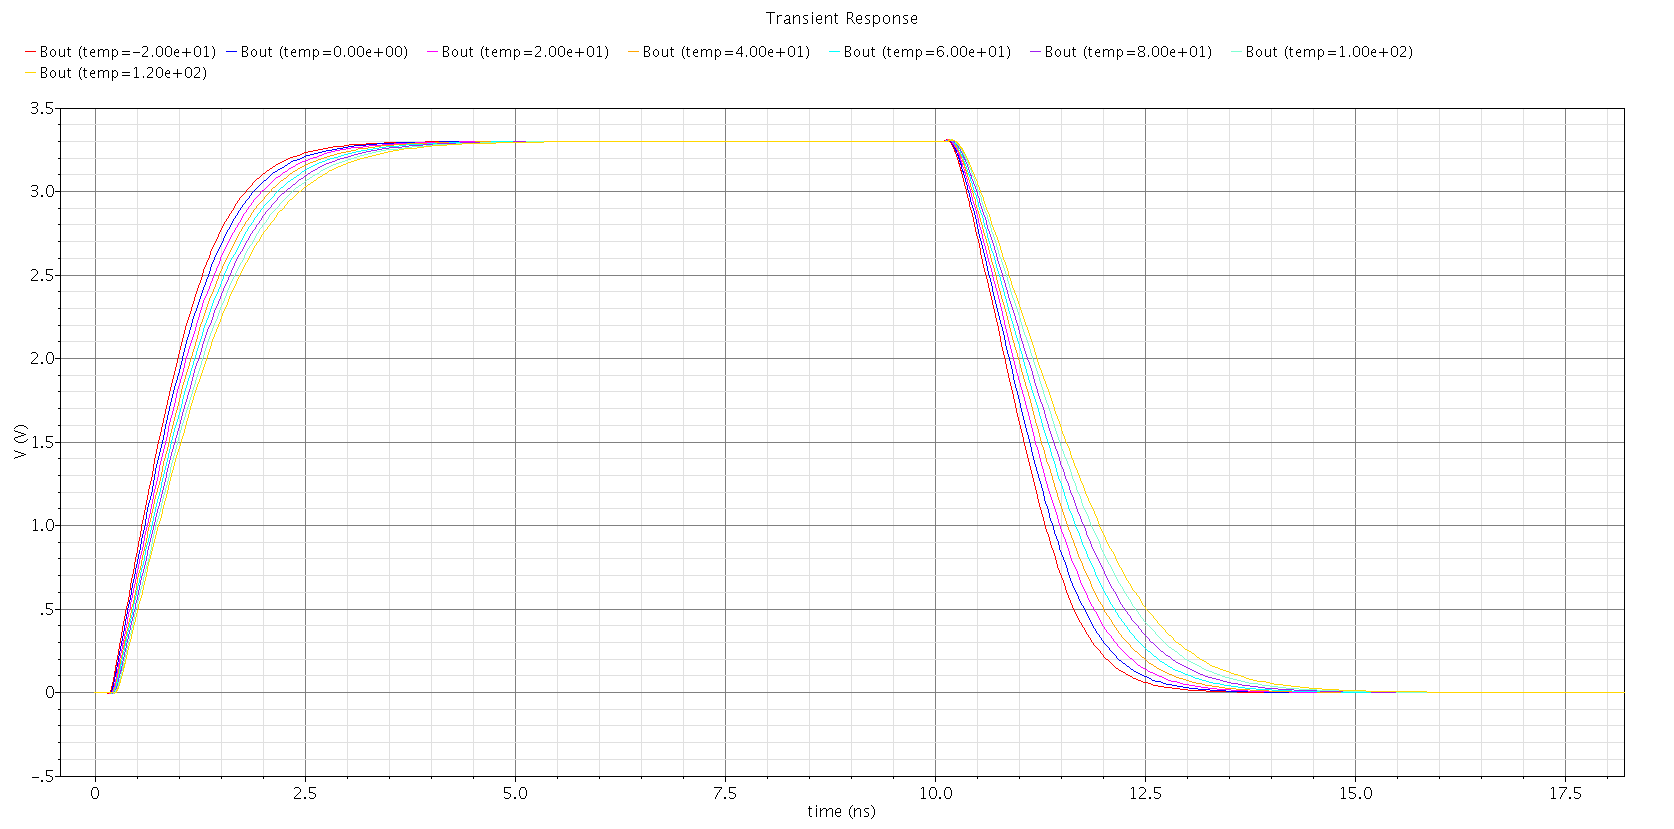 Transient Response
Bout (temp=-2.00e+01) Bout (temp=0.00e+00) Bout (temp=2.00e+01) Bout (temp=4.00e+01) Bout (temp=6.00e+01) Bout (temp=8.00e+01) Bout (temp=1.00e+02)
Bout (temp=1.20e+02)
3.5
3.0
2.5
2.0
1.5
1.0
.5
0
-.5
V (V)
0 2.5 5.0 7.5 10.0 12.5 15.0 17.5
time (ns)